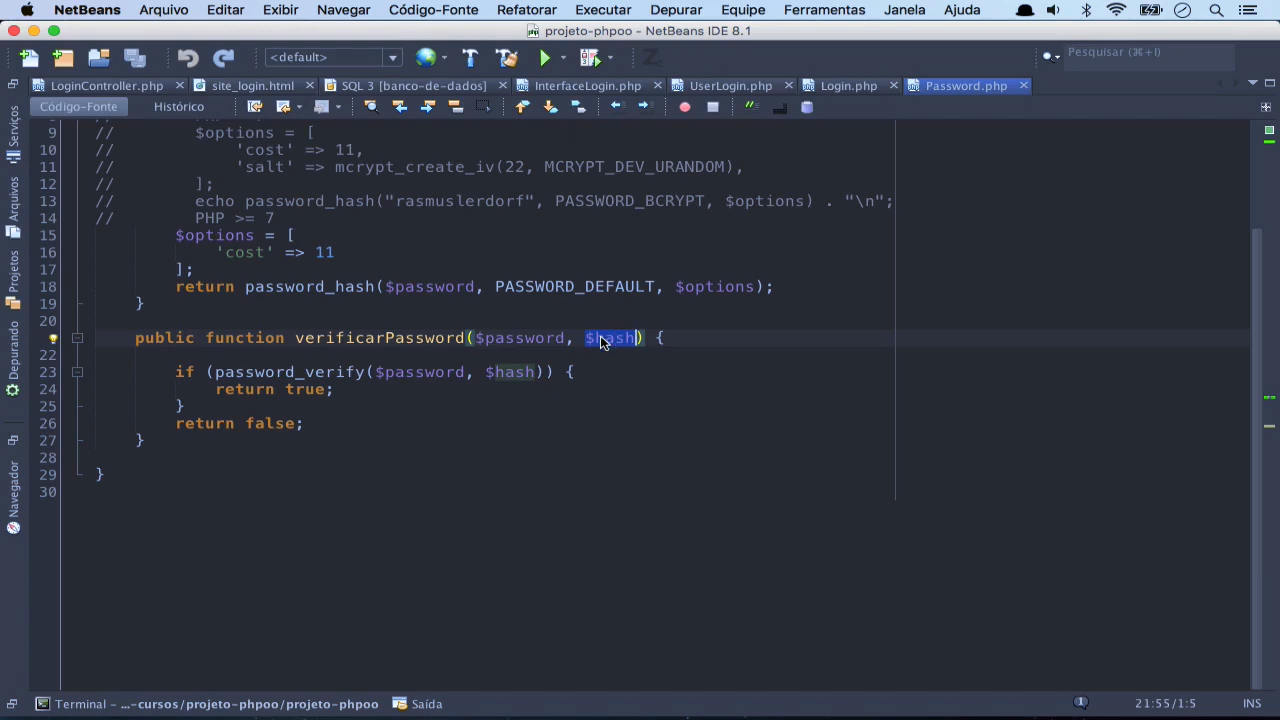 NetBeans Arquivo Editar Exibir Navegar Código-Fonte Refatorar Executar Depurar Equipe Ferramentas Janela Ajuda
projeto-phpoo - NetBeans IDE 8.1
<default>
Pesquisar (⌘+I)
LoginController.php site_login.html SQL 3 [banco-de-dados] InterfaceLogin.php UserLogin.php Login.php Password.php
Código-Fonte Histórico
Serviços
Arquivos
Projetos
Depurando
Navegador
9 // $options = [
10 // 'cost' => 11,
11 // 'salt' => mcrypt_create_iv(22, MCRYPT_DEV_URANDOM),
12 // ];
13 // echo password_hash("rasmuslerdorf", PASSWORD_BCRYPT, $options) . "\n";
14 // PHP >= 7
15 $options = [
16 'cost' => 11
17 ];
18 return password_hash($password, PASSWORD_DEFAULT, $options);
19 }
20
21 public function verificarPassword($password, $hash) {
22
23 if (password_verify($password, $hash)) {
24 return true;
25 }
26 return false;
27 }
28
29 }
30
Terminal - ...-cursos/projeto-phpoo/projeto-phpoo Saída 1 21:55/1:5 INS